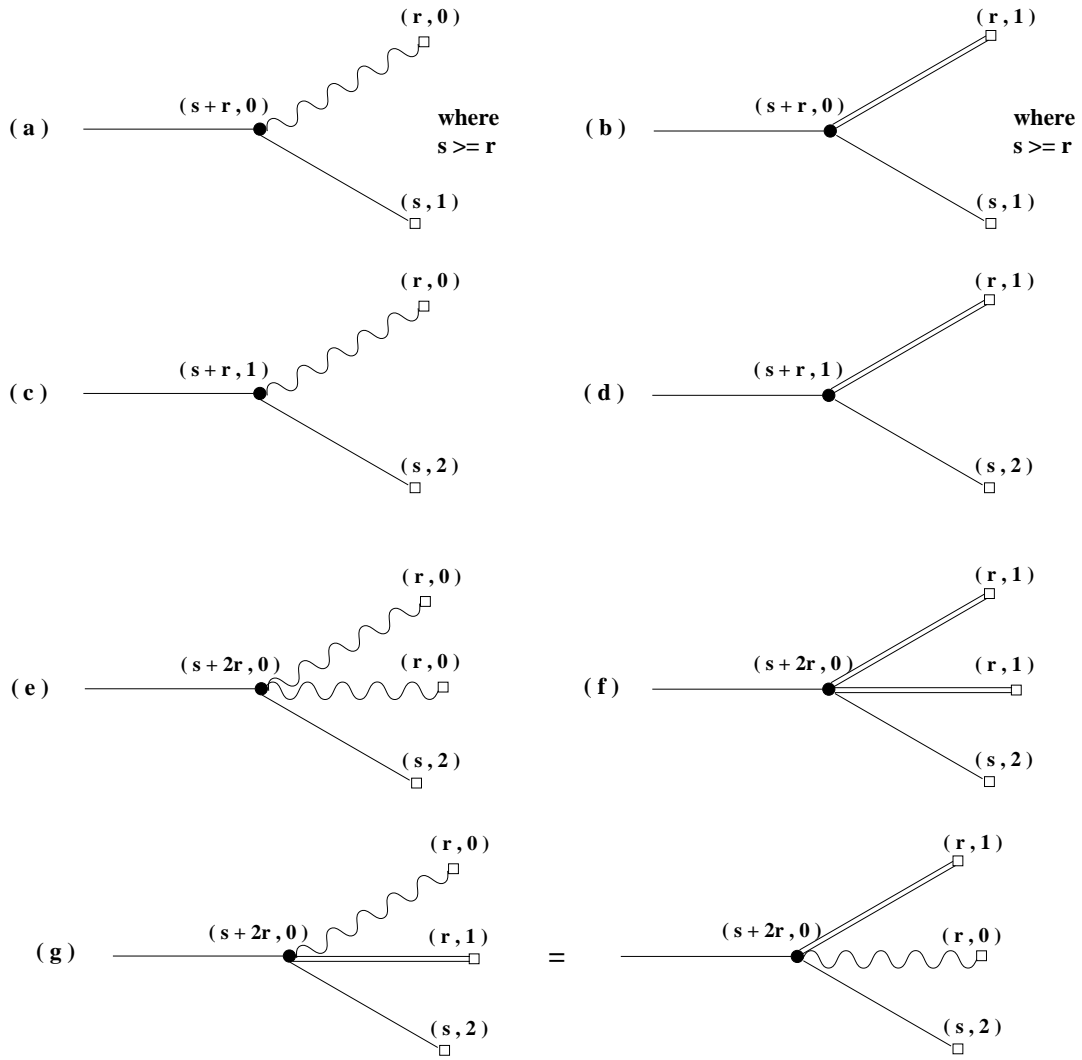 ( r , 0 )
( s + r , 0 )
( a )
where
s >= r
( s , 1 )
( r , 1 )
( s + r , 0 )
( b )
where
s >= r
( s , 1 )
( r , 0 )
( s + r , 1 )
( c )
( s , 2 )
( r , 1 )
( s + r , 1 )
( d )
( s , 2 )
( r , 0 )
( r , 0 )
( s + 2r , 0 )
( e )
( s , 2 )
( r , 1 )
( s + 2r , 0 )
( r , 1 )
( f )
( s , 2 )
( r , 0 )
( s + 2r , 0 )
( r , 1 )
( g )
( s , 2 )
=
( r , 1 )
( s + 2r , 0 )
( r , 0 )
( s , 2 )